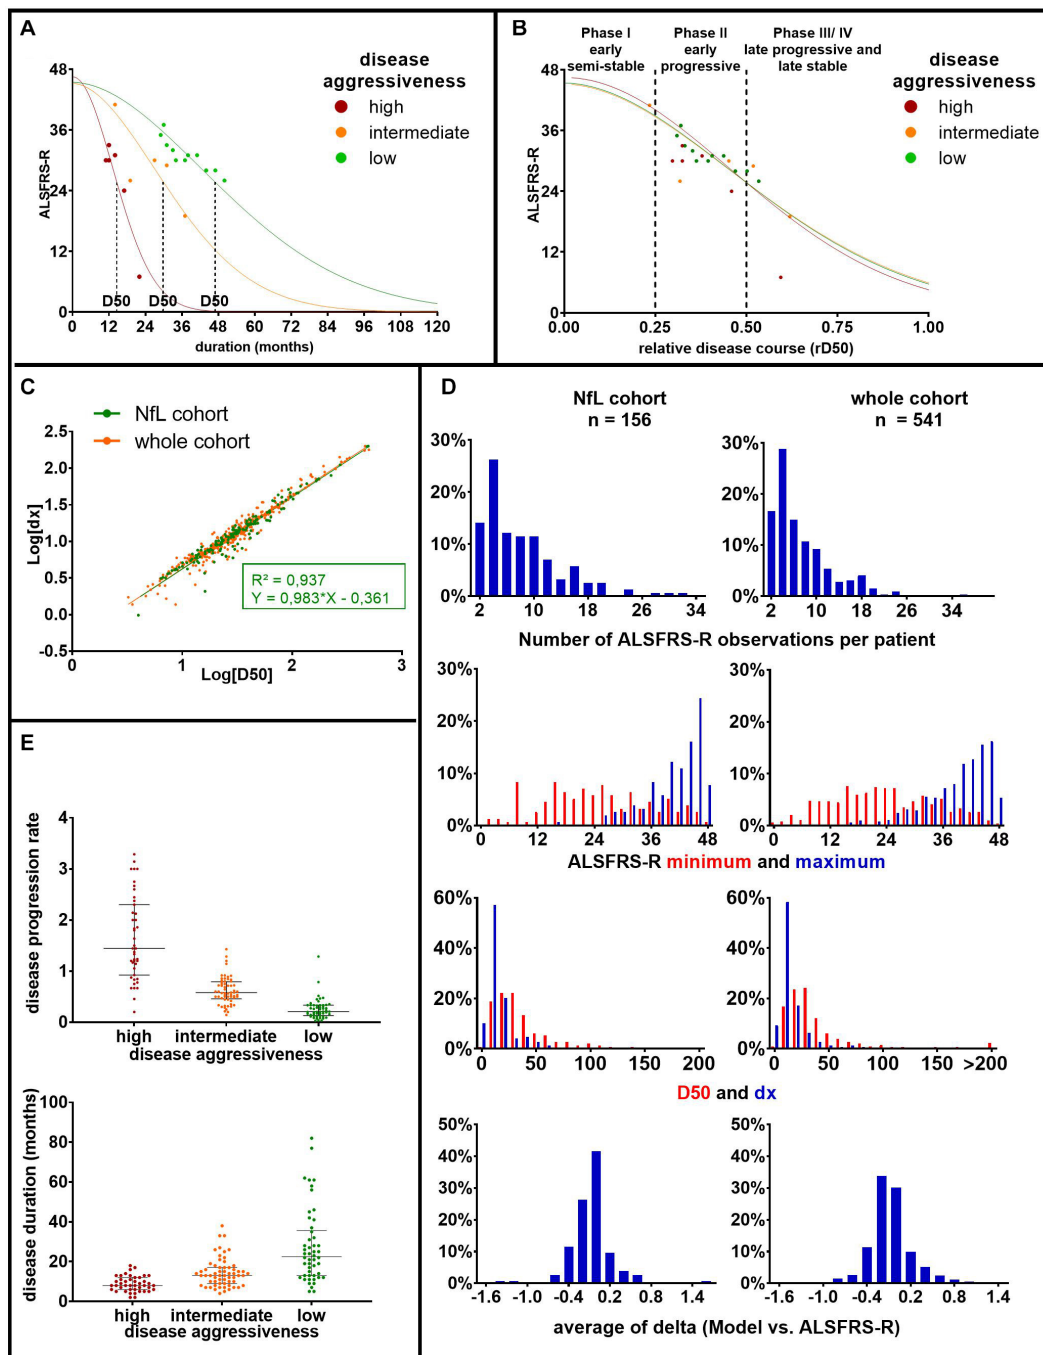 A
disease
aggressiveness
high
intermediate
low
48
36
24
12
0
ALSFRS-R
D50
D50
D50
0 12 24 36 48 60 72 84 96 108 120
duration (months)
B
Phase I
early
semi-stable
Phase II
early
progressive
Phase III/ IV
late progressive and
late stable
disease
aggressiveness
high
intermediate
low
48
36
24
12
0
ALSFRS-R
0.00 0.25 0.50 0.75 1.00
relative disease course (rD50)
C
NfL cohort
whole cohort
2.5
2.0
1.5
1.0
0.5
0.0
-0.5
Log[dx]
R² = 0,937
Y = 0,983*X - 0,361
0 1 2 3
Log[D50]
D
NfL cohort
n = 156
whole cohort
n = 541
30%
20%
10%
0%
2 10 18 26 34
30%
20%
10%
0%
2 10 18 26 34
Number of ALSFRS-R observations per patient
30%
20%
10%
0%
0 12 24 36 48
30%
20%
10%
0%
0 12 24 36 48
ALSFRS-R minimum and maximum
60%
40%
20%
0%
0 50 100 150 200
60%
40%
20%
0%
0 50 100 150 >200
D50 and dx
50%
40%
30%
20%
10%
0%
-1.6 -1.0 -0.4 0.2 0.8 1.4
50%
40%
30%
20%
10%
0%
-1.6 -1.0 -0.4 0.2 0.8 1.4
average of delta (Model vs. ALSFRS-R)
E
4
3
2
1
0
disease progression rate
high intermediate low
disease aggressiveness
100
80
60
40
20
0
disease duration (months)
high intermediate low
disease aggressiveness